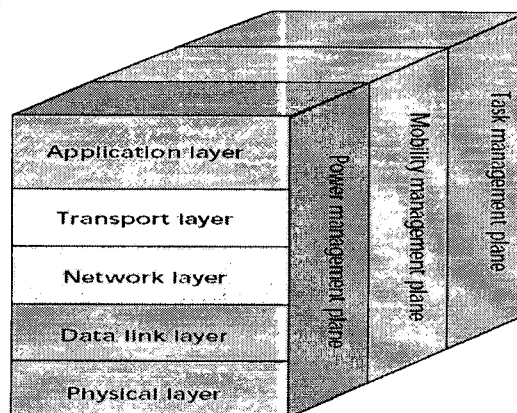 Application layer
Transport layer
Network layer
Data link layer
Physical layer
Power management plane
Mobility management plane
Task management plane